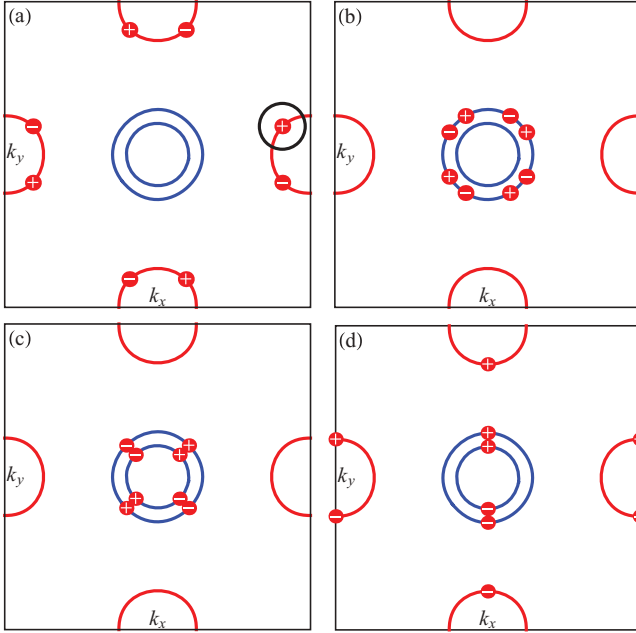 (a)
+ −
− +
k_y
+ −
− +
k_x
(b)
+ −
− +
k_y
+ −
− +
k_x
(c)
− +
− +
k_y
+ −
+ −
k_x
(d)
+
+
+ + +
k_y
− − −
−
−
k_x